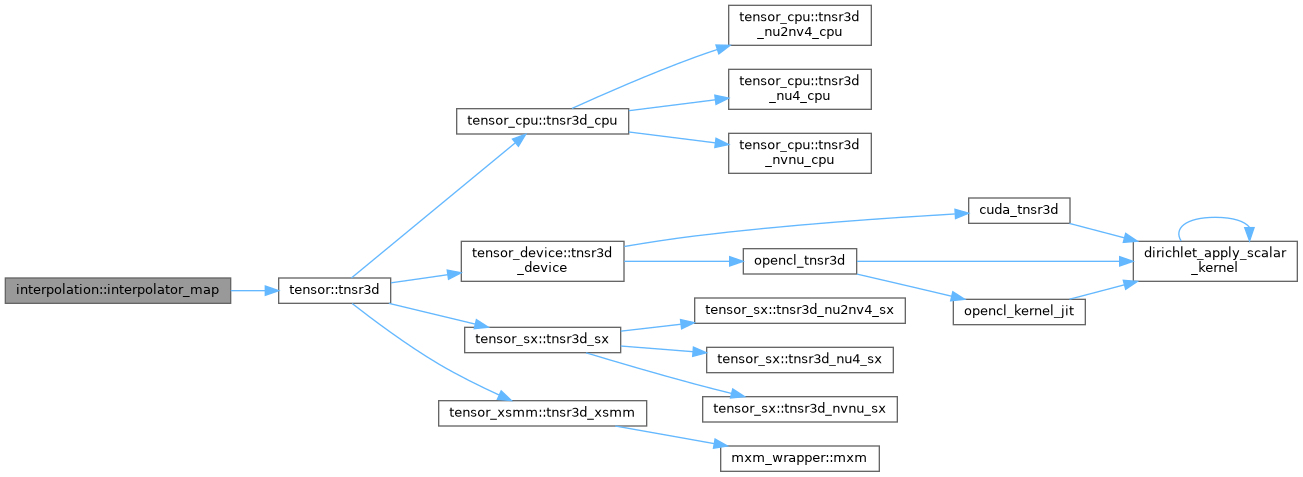 interpolation::interpolator_map
tensor::tnsr3d
tensor_cpu::tnsr3d_cpu
tensor_cpu::tnsr3d
_nu2nv4_cpu
tensor_cpu::tnsr3d
_nu4_cpu
tensor_cpu::tnsr3d
_nvnu_cpu
tensor_device::tnsr3d
_device
cuda_tnsr3d
opencl_tnsr3d
dirichlet_apply_scalar
_kernel
opencl_kernel_jit
tensor_sx::tnsr3d_sx
tensor_sx::tnsr3d_nu2nv4_sx
tensor_sx::tnsr3d_nu4_sx
tensor_sx::tnsr3d_nvnu_sx
tensor_xsmm::tnsr3d_xsmm
mxm_wrapper::mxm